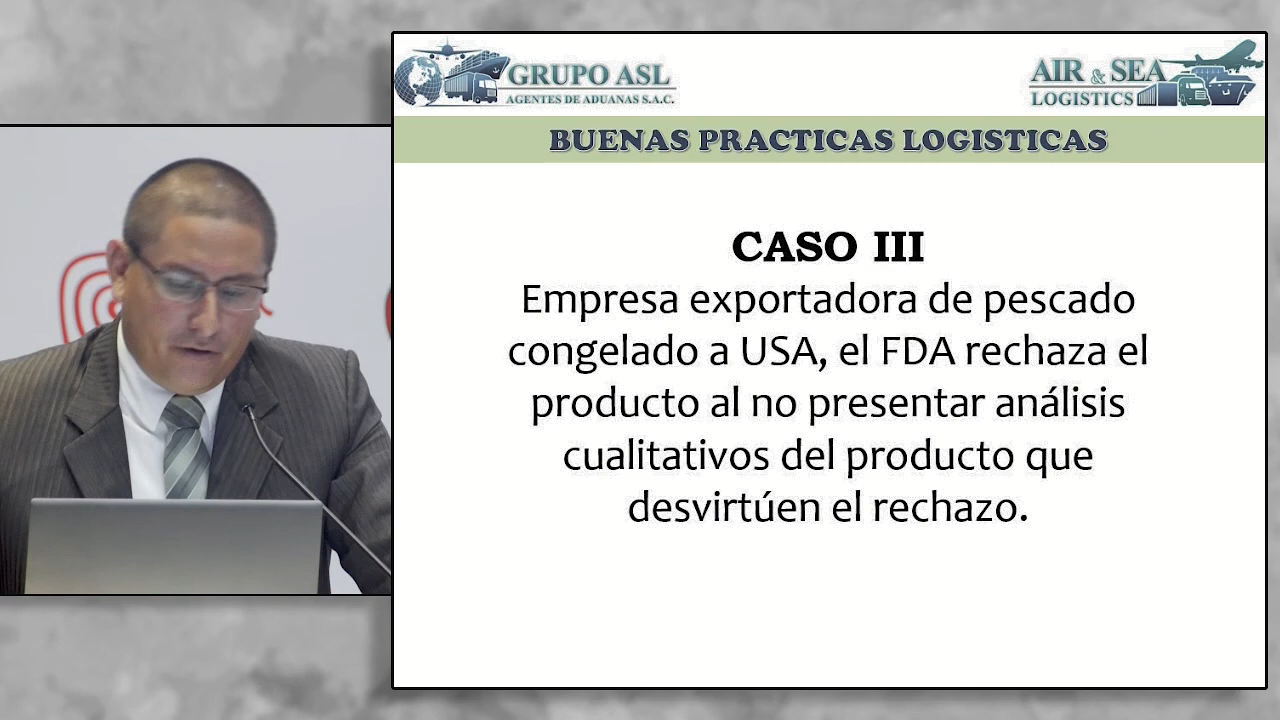 GRUPO ASL
AGENTES DE ADUANAS S.A.C.
AIR & SEA
LOGISTICS
BUENAS PRACTICAS LOGISTICAS
CASO III
Empresa exportadora de pescado
congelado a USA, el FDA rechaza el
producto al no presentar análisis
cualitativos del producto que
desvirtúen el rechazo.